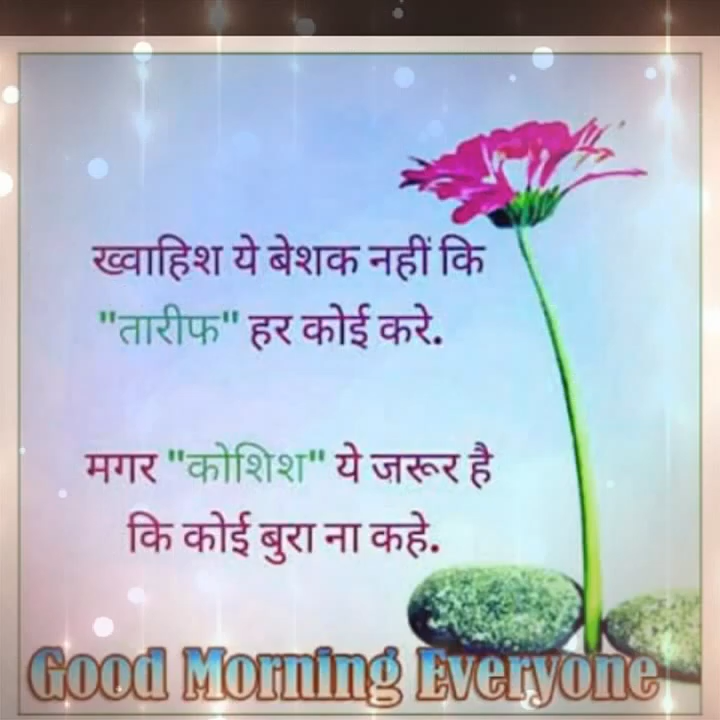 ख्वाहिश ये बेशक नहीं कि
"तारीफ" हर कोई करे.
मगर "कोशिश" ये जरूर है
कि कोई बुरा ना कहे.
Good Morning Everyone